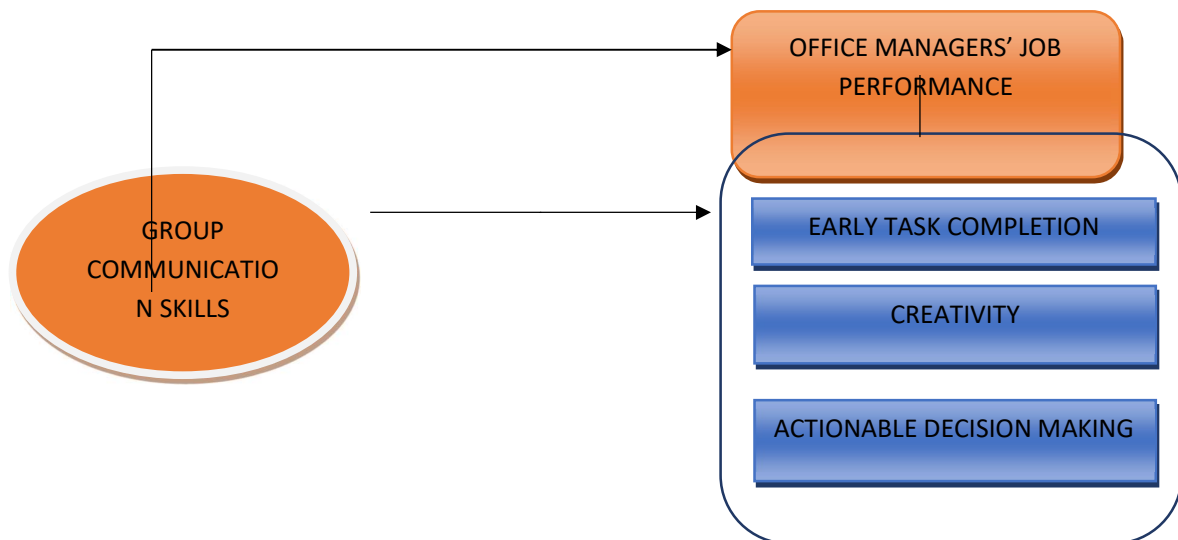 OFFICE MANAGERS’ JOB
PERFORMANCE
GROUP
COMMUNICATIO
N SKILLS
EARLY TASK COMPLETION
CREATIVITY
ACTIONABLE DECISION MAKING